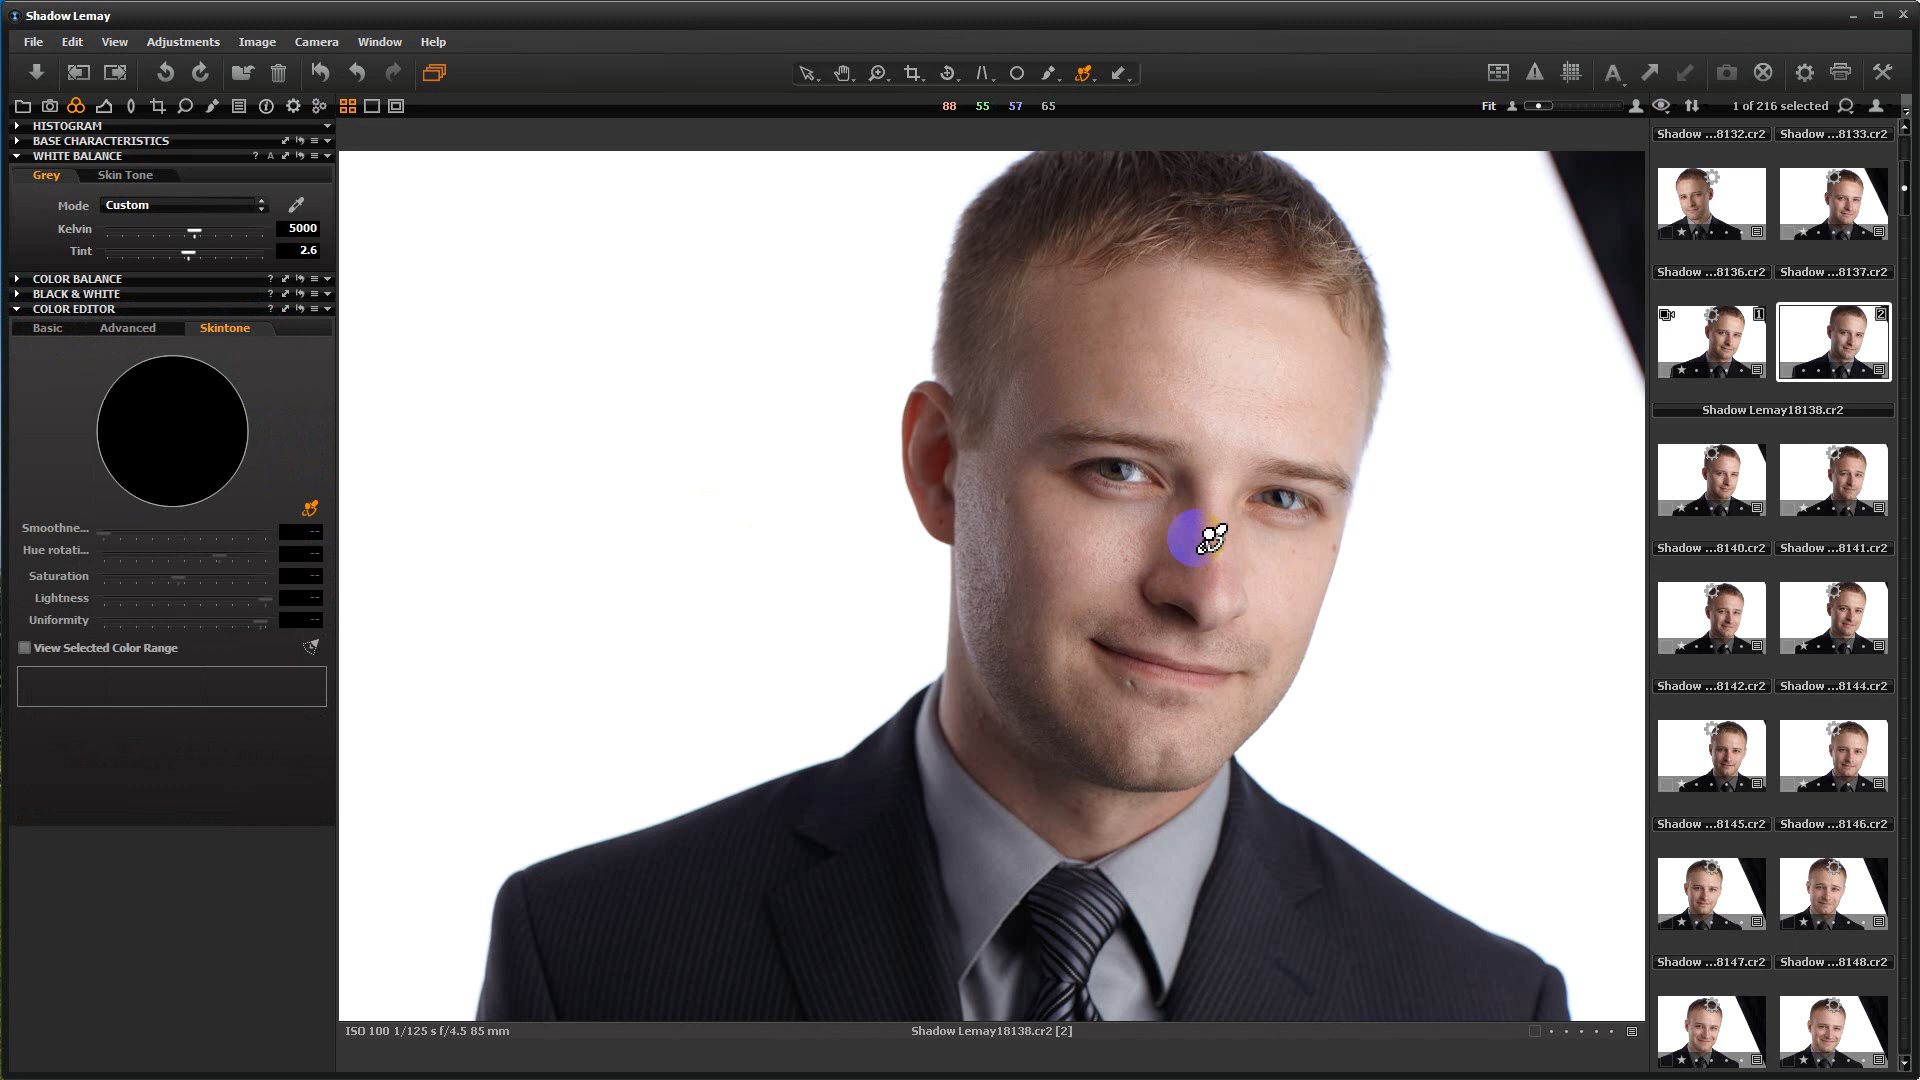 Shadow Lemay
File Edit View Adjustments Image Camera Window Help
88 55 57 65
Fit
1 of 216 selected
HISTOGRAM
BASE CHARACTERISTICS
WHITE BALANCE
Grey Skin Tone
Mode Custom
Kelvin 5000
Tint 2.6
COLOR BALANCE
BLACK & WHITE
COLOR EDITOR
Basic Advanced Skintone
Smoothne... --
Hue rotati... --
Saturation --
Lightness --
Uniformity --
View Selected Color Range
ISO 100 1/125 s f/4.5 85 mm
Shadow Lemay18138.cr2 [2]
Shadow ...8132.cr2 Shadow ...8133.cr2
Shadow ...8136.cr2 Shadow ...8137.cr2
1 2
Shadow Lemay18138.cr2
Shadow ...8140.cr2 Shadow ...8141.cr2
Shadow ...8142.cr2 Shadow ...8144.cr2
Shadow ...8145.cr2 Shadow ...8146.cr2
Shadow ...8147.cr2 Shadow ...8148.cr2